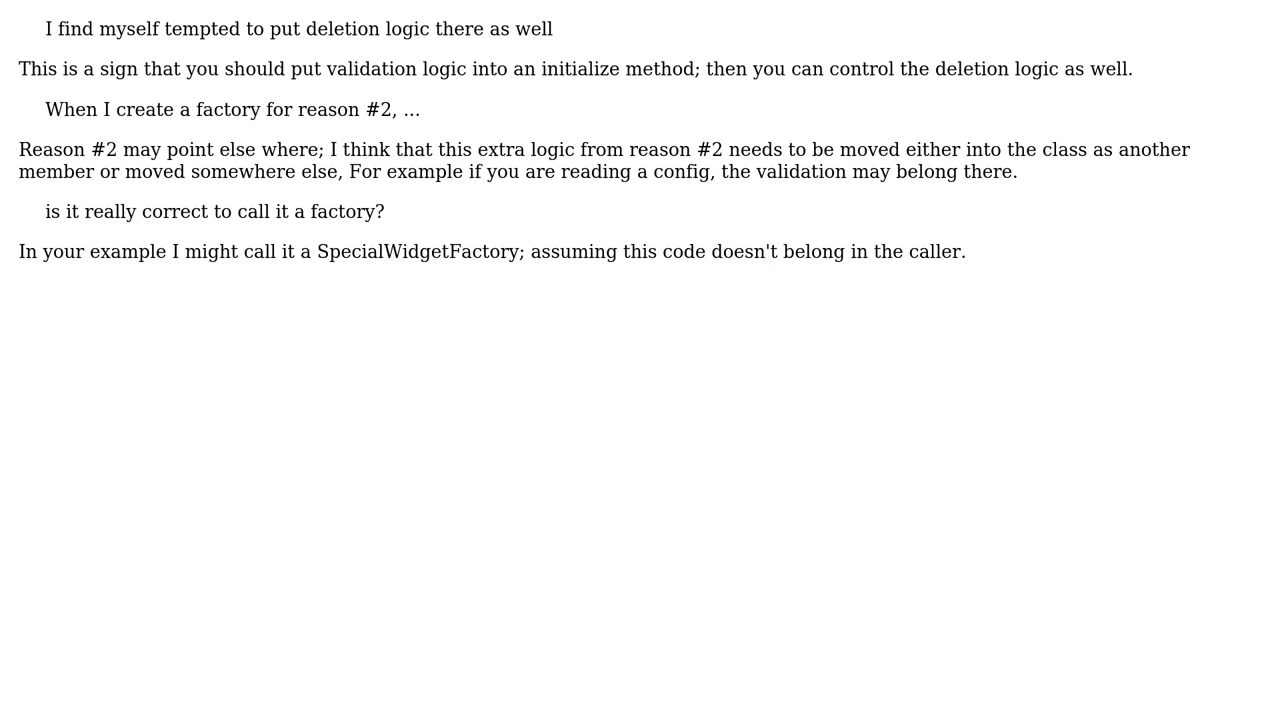 I find myself tempted to put deletion logic there as well
This is a sign that you should put validation logic into an initialize method; then you can control the deletion logic as well.
When I create a factory for reason #2, ...
Reason #2 may point else where; I think that this extra logic from reason #2 needs to be moved either into the class as another
member or moved somewhere else, For example if you are reading a config, the validation may belong there.
is it really correct to call it a factory?
In your example I might call it a SpecialWidgetFactory; assuming this code doesn't belong in the caller.